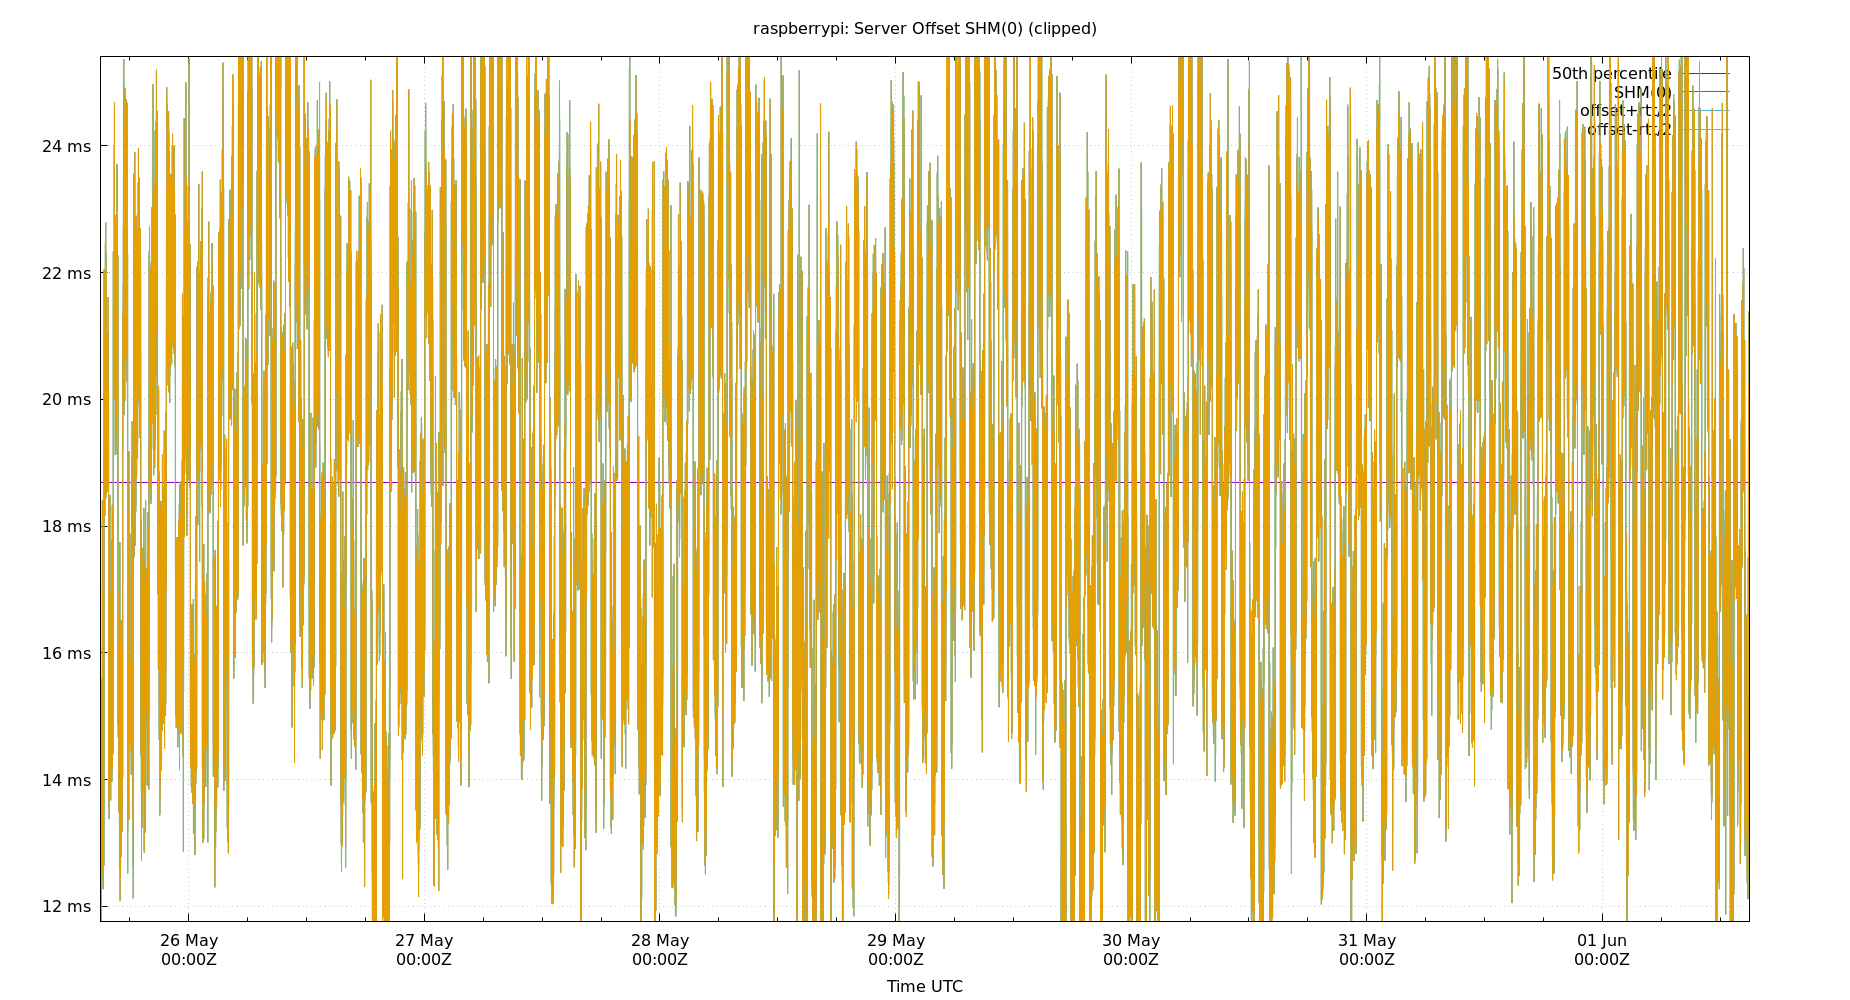 raspberrypi: Server Offset SHM(0) (clipped)
50th percentile
SHM(0)
offset+rtt/2
offset-rtt/2
24 ms
22 ms
20 ms
18 ms
16 ms
14 ms
12 ms
26 May 27 May 28 May 29 May 30 May 31 May 01 Jun
00:00Z 00:00Z 00:00Z 00:00Z 00:00Z 00:00Z 00:00Z
Time UTC